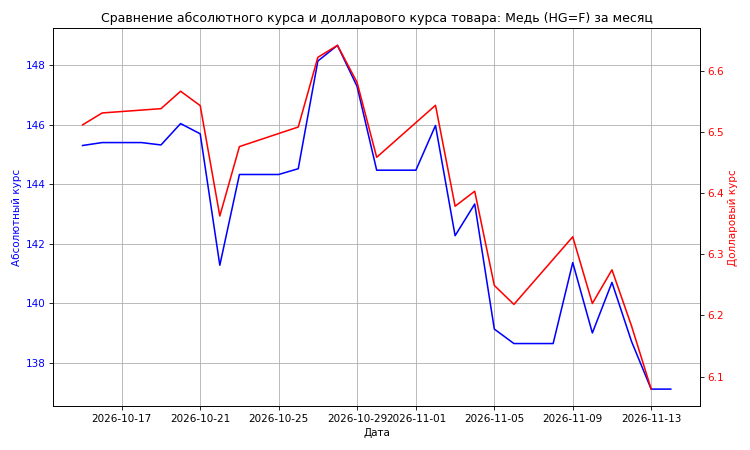 Сравнение абсолютного курса и долларового курса товара: Медь (HG=F) за месяц
Абсолютный курс
148
146
144
142
140
138
6.6
6.5
6.4
6.3
6.2
6.1
Долларовый курс
2026-10-17 2026-10-21 2026-10-25 2026-10-29 2026-11-01 2026-11-05 2026-11-09 2026-11-13
Дата